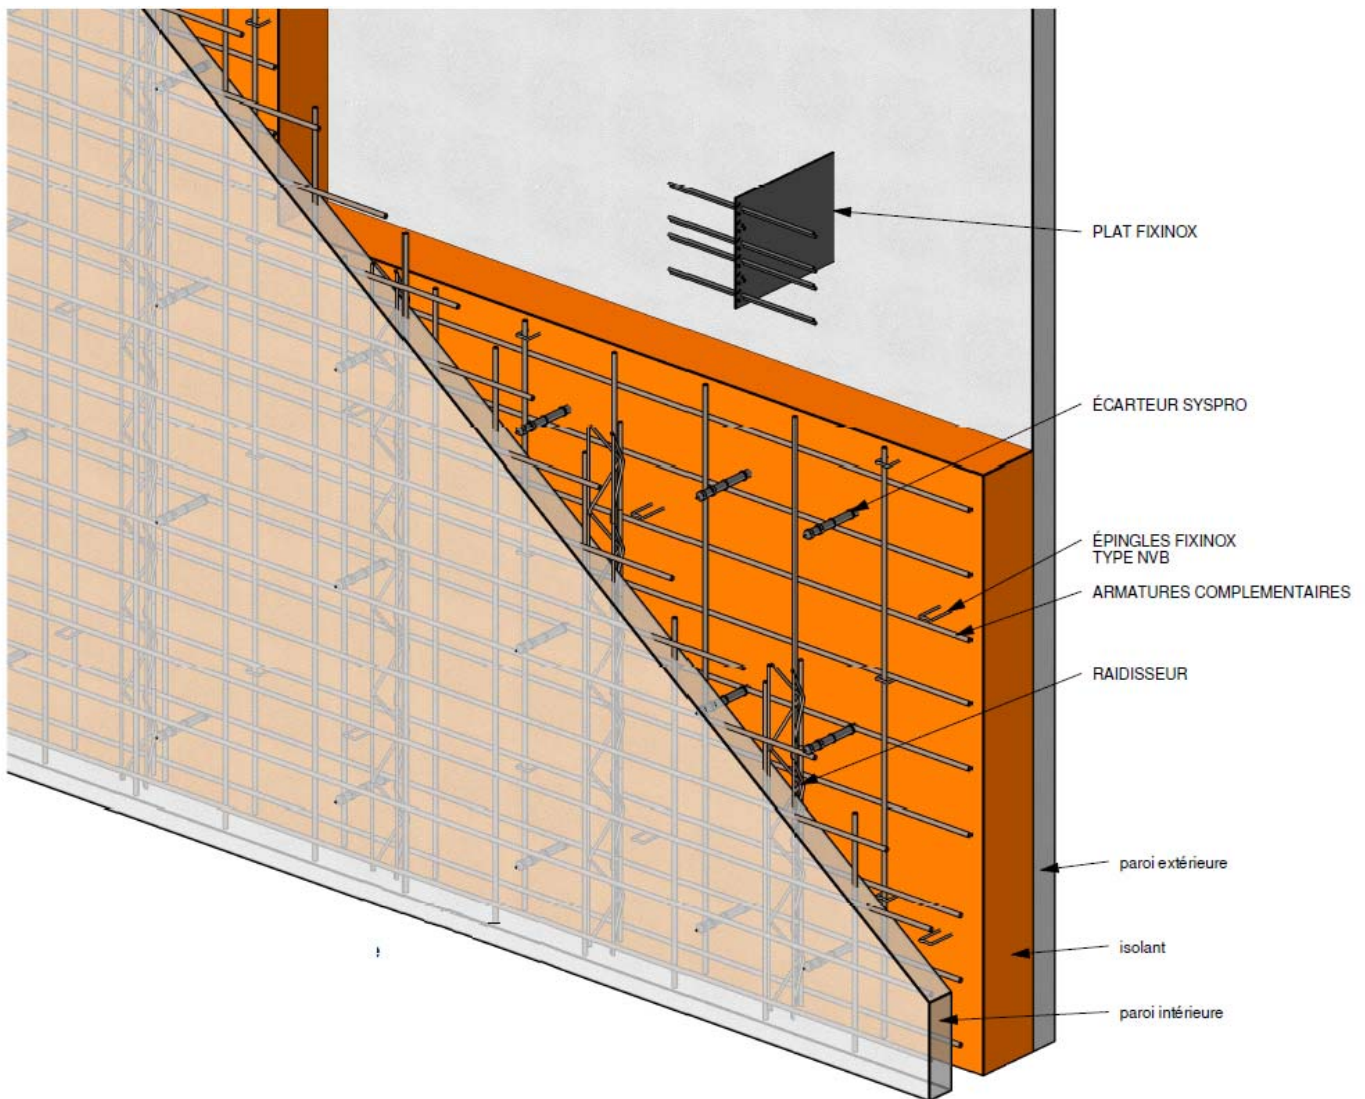 PLAT FIXINOX
ÉCARTEUR SYSPRO
ÉPINGLES FIXINOX
TYPE NVB
ARMATURES COMPLEMENTAIRES
RAIDISSEUR
paroi extérieure
isolant
paroi intérieure